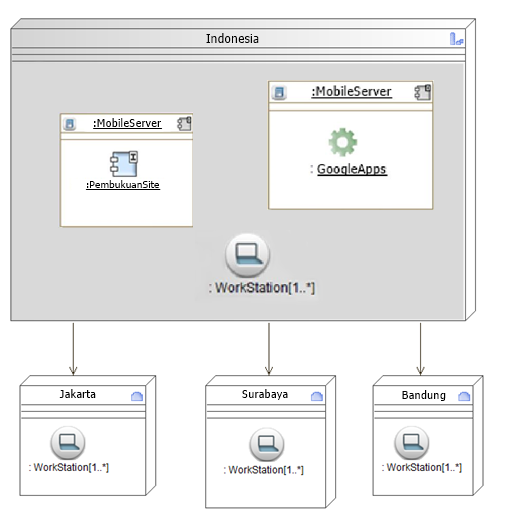 Indonesia
:MobileServer
:MobileServer
:PembukuanSite
: GoogleApps
: WorkStation[1..*]
Jakarta
Surabaya
Bandung
: WorkStation[1..*]
: WorkStation[1..*]
: WorkStation[1..*]